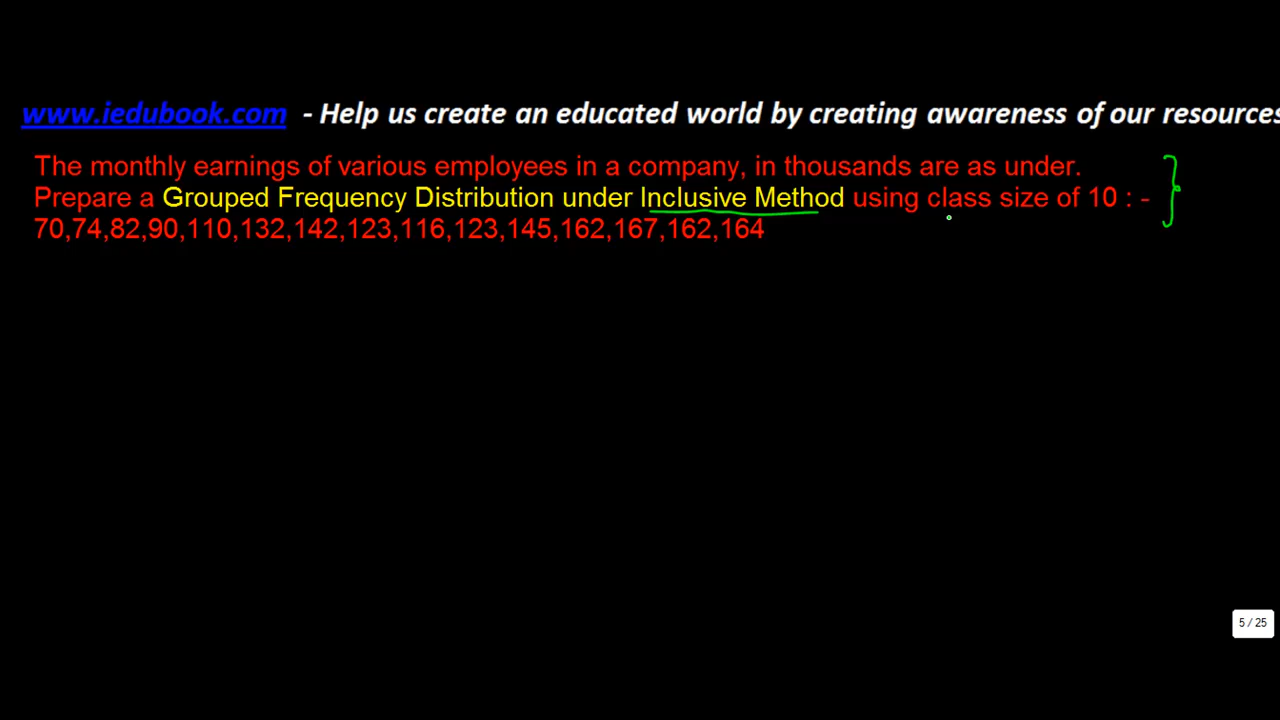 www.iedubook.com - Help us create an educated world by creating awareness of our resources
The monthly earnings of various employees in a company, in thousands are as under.
Prepare a Grouped Frequency Distribution under Inclusive Method using class size of 10 : -
70,74,82,90,110,132,142,123,116,123,145,162,167,162,164
5 / 25